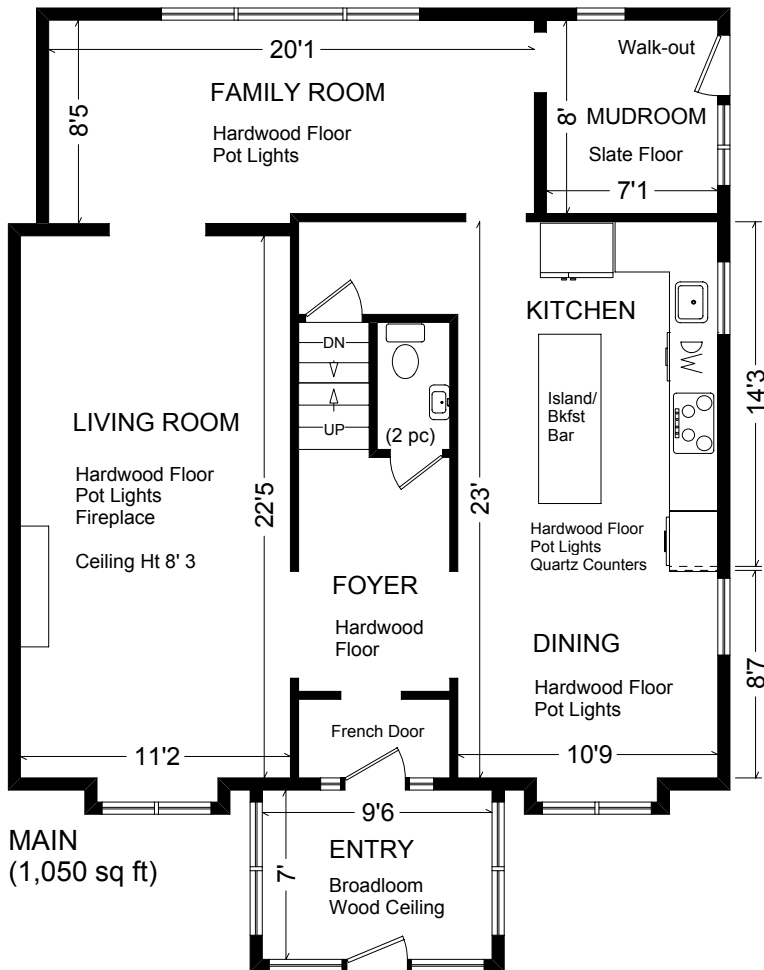 20'1
FAMILY ROOM
Hardwood Floor
Pot Lights
8'5
Walk-out
8'
MUDROOM
Slate Floor
7'1
KITCHEN
DW
Island/
Bkfst
Bar
14'3
Hardwood Floor
Pot Lights
Quartz Counters
DN
UP
(2 pc)
LIVING ROOM
Hardwood Floor
Pot Lights
Fireplace
Ceiling Ht 8' 3
22'5
23'
FOYER
Hardwood
Floor
DINING
Hardwood Floor
Pot Lights
8'7
French Door
11'2
10'9
9'6
7'
ENTRY
Broadloom
Wood Ceiling
MAIN
(1,050 sq ft)